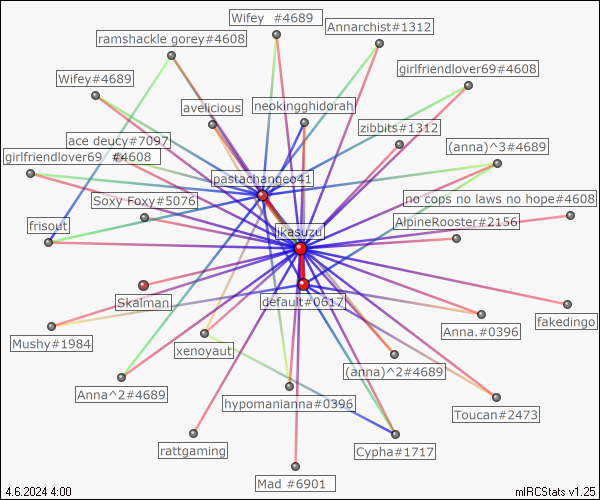 Wifey #4689
Annarchist#1312
ramshackle gorey#4608
girlfriendlover69#4608
Wifey#4689
avelicious
neokingghidorah
zibbits#1312
ace deucy#7097
(anna)^3#4689
girlfriendlover69 #4608
pastachangeo41
Soxy Foxy#5076
no cops no laws no hope#4608
frisout
ikasuzu
AlpineRooster#2156
Skalman
default#0617
fakedingo
Mushy#1984
xenoyaut
Anna.#0396
(anna)^2#4689
Anna^2#4689
hypomanianna#0396
Toucan#2473
rattgaming
Cypha#1717
Mad #6901
4.6.2024 4:00
mIRCStats v1.25